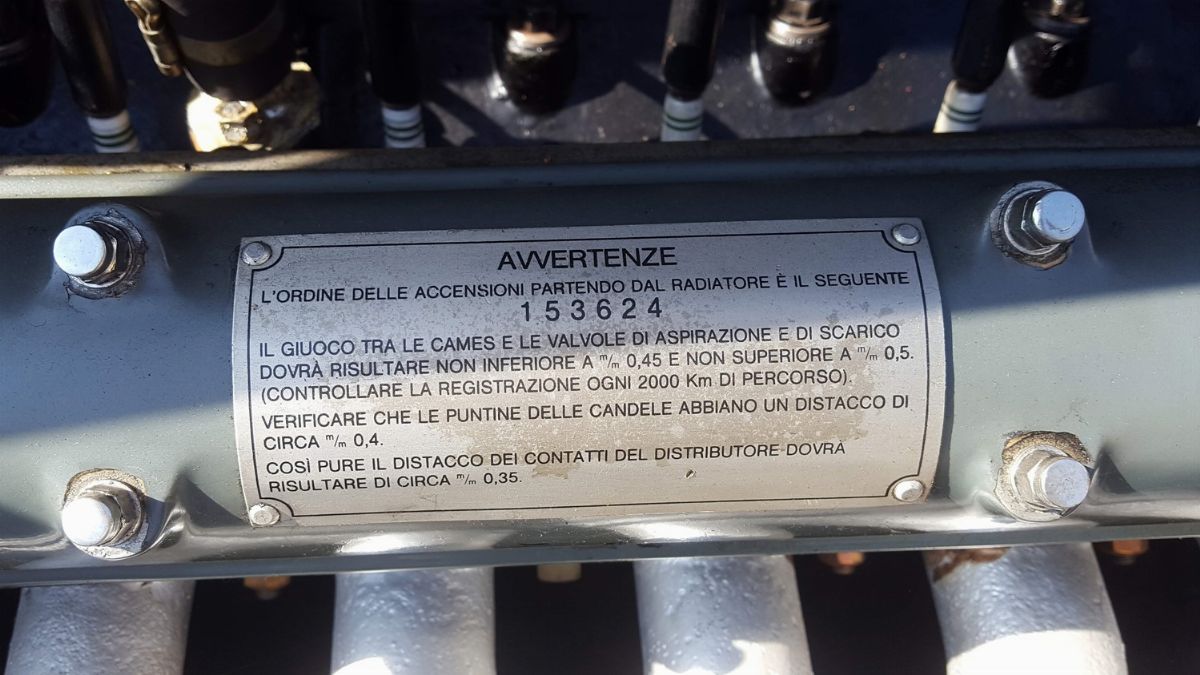 AVVERTENZE
L'ORDINE DELLE ACCENSIONI PARTENDO DAL RADIATORE È IL SEGUENTE
153624
IL GIUOCO TRA LE CAMES E LE VALVOLE DI ASPIRAZIONE E DI SCARICO
DOVRÀ RISULTARE NON INFERIORE A m/m 0,45 E NON SUPERIORE A m/m 0,5.
(CONTROLLARE LA REGISTRAZIONE OGNI 2000 Km DI PERCORSO).
VERIFICARE CHE LE PUNTINE DELLE CANDELE ABBIANO UN DISTACCO DI
CIRCA m/m 0,4.
COSÌ PURE IL DISTACCO DEI CONTATTI DEL DISTRIBUTORE DOVRÀ
RISULTARE DI CIRCA m/m 0,35.